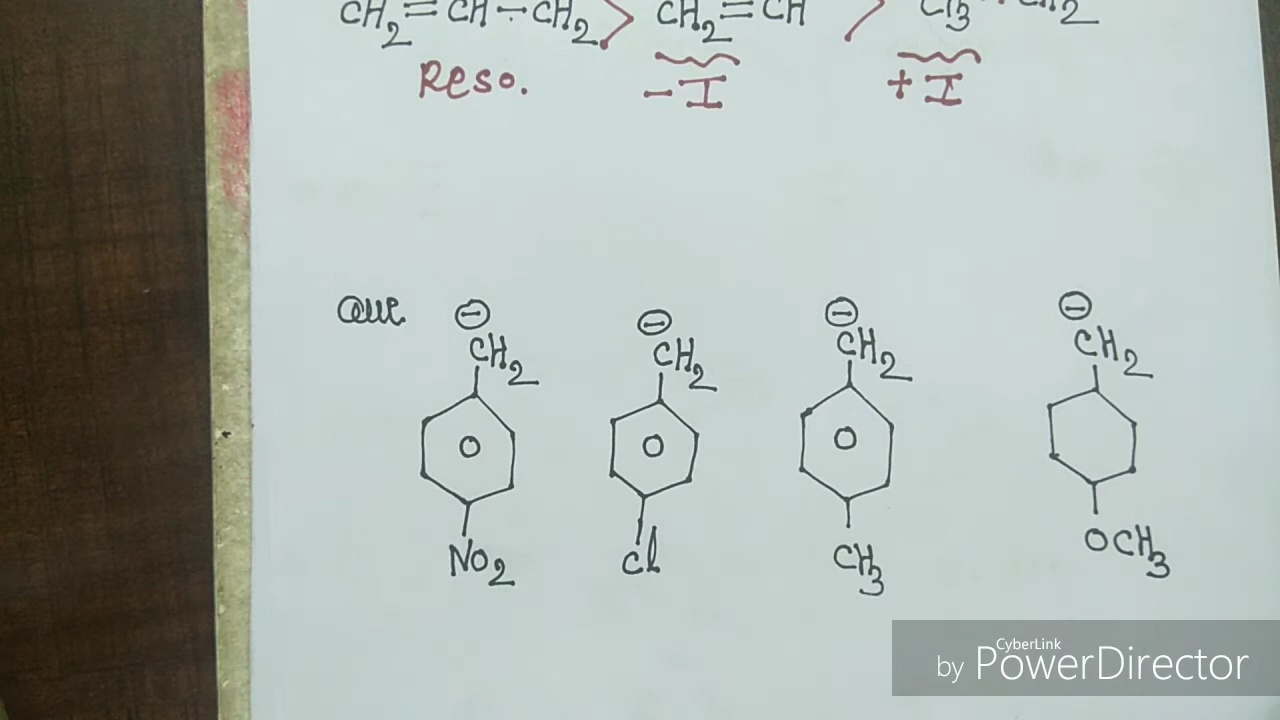 CH2=CH-CH2 > CH2=CH > CH2
Reso. -I +I
Que.
⊖ ⊖ ⊖ ⊖
CH2 CH2 CH2 CH2
O O O
NO2 Cl CH3 OCH3
CyberLink
by PowerDirector